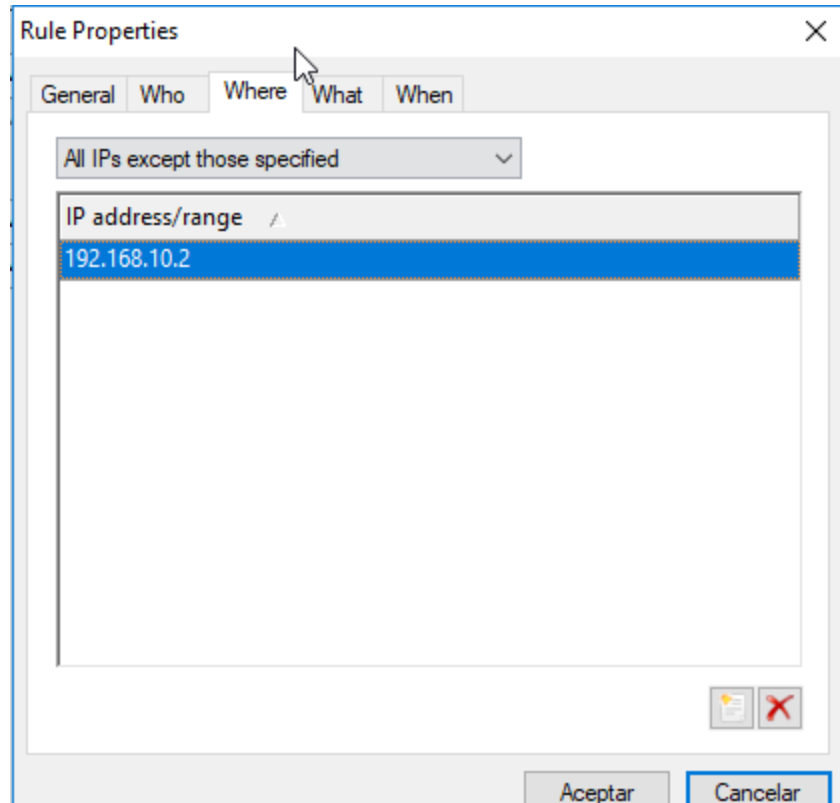 Rule Properties
General Who Where What When
All IPs except those specified
IP address/range
192.168.10.2
Aceptar Cancelar